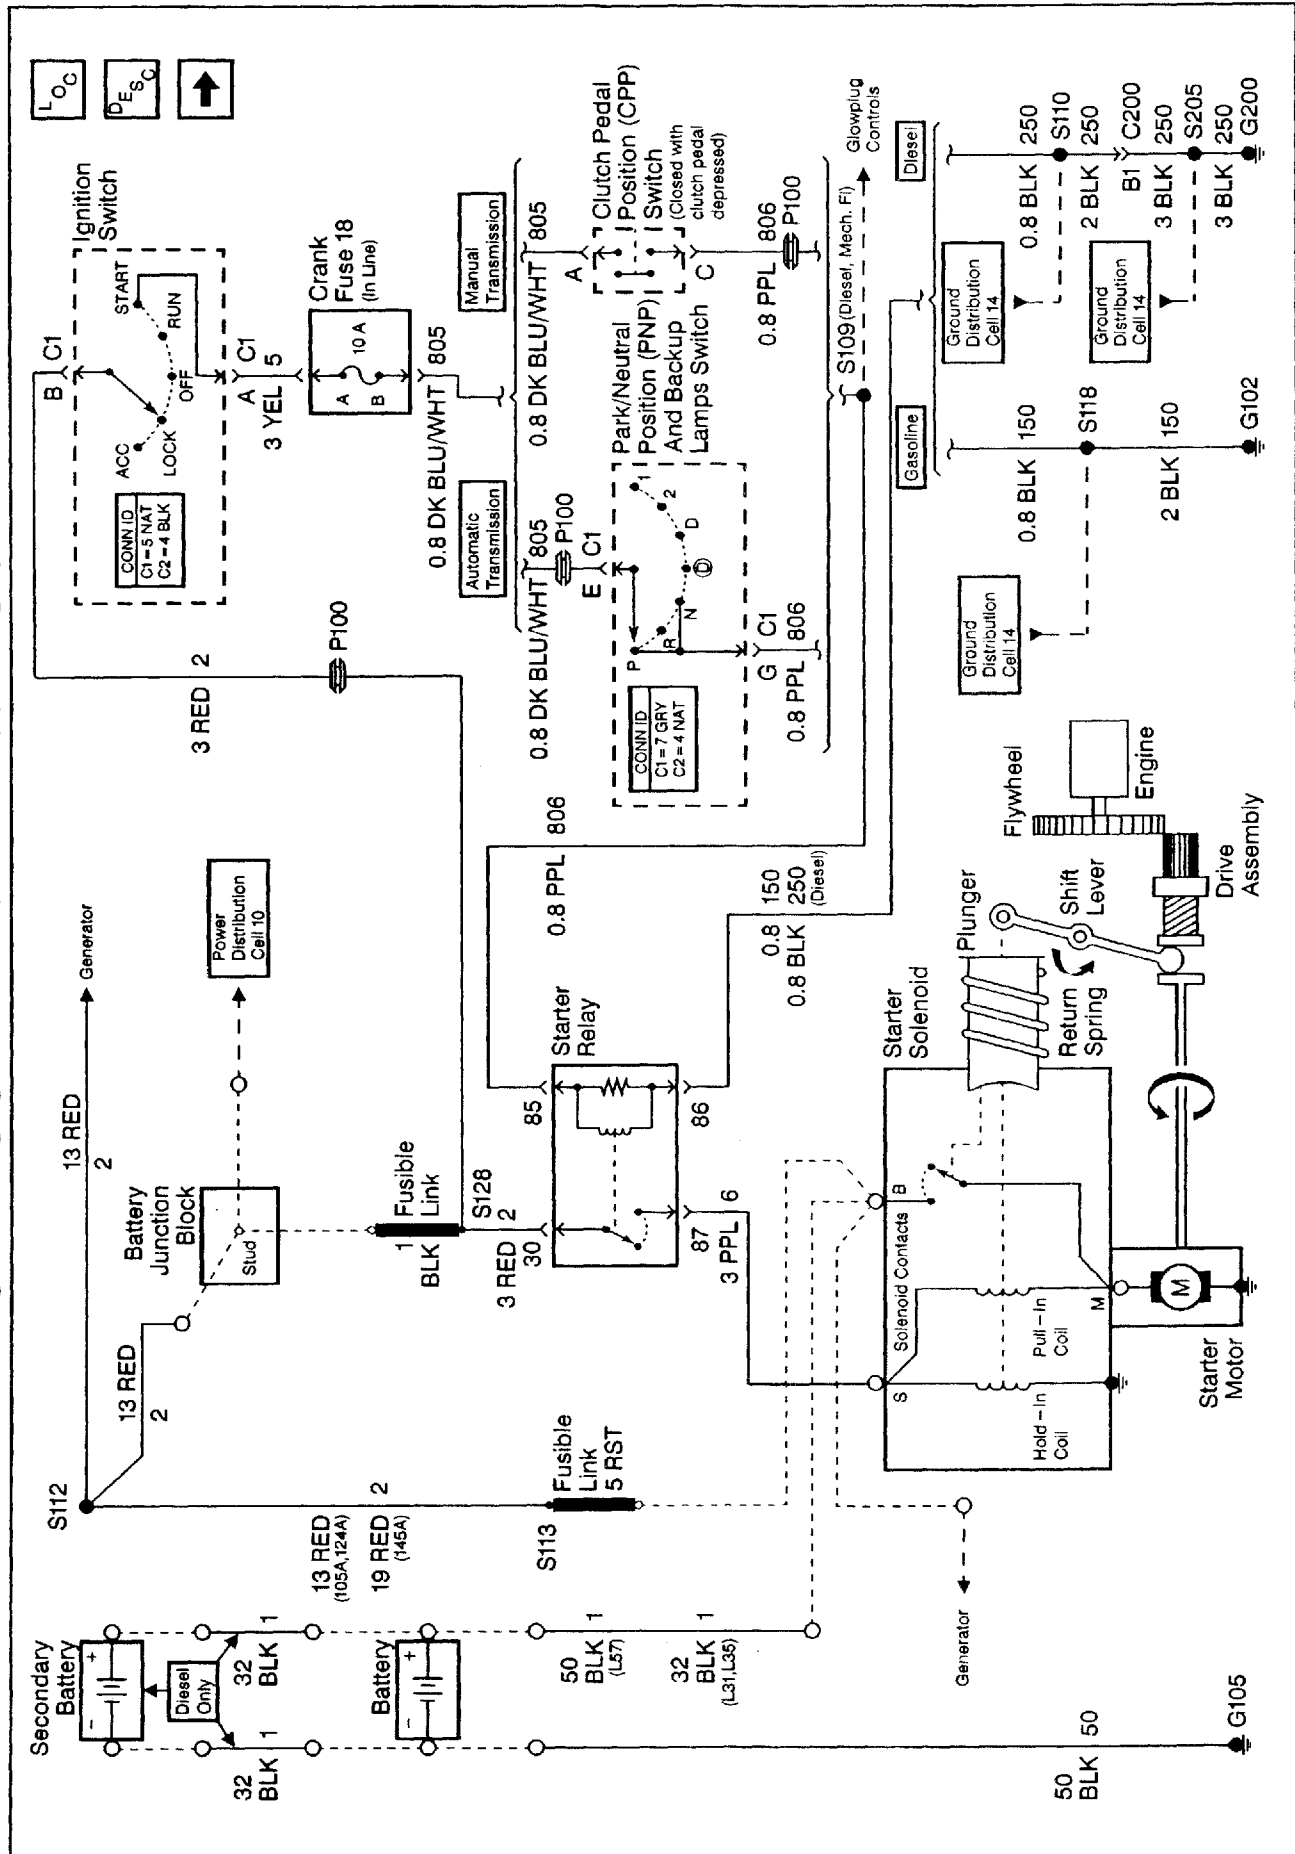 LOC
DESC
Secondary
Battery
Diesel
Only
32
BLK
1
32
BLK
1
Battery
50
BLK
(L57)
1
32
BLK
(L31,L35)
1
50
BLK
50
G105
S112
13 RED
2
13 RED
(105A,124A)
2
19 RED
(145A)
S113
Fusible
Link
5 RST
Generator
13 RED
2
Generator
Battery
Junction
Block
Stud
Power
Distribution
Cell 10
1
BLK
Fusible
Link
S128
3 RED
2
30
Starter
Relay
85
86
87
3 PPL
6
3 RED
2
P100
Ignition
Switch
B
C1
CONN ID
C1=5 NAT
C2=4 BLK
ACC
LOCK
OFF
RUN
START
A
C1
3 YEL
5
Crank
Fuse 18
(In Line)
A
B
10 A
0.8 DK BLU/WHT
805
Automatic
Transmission
Manual
Transmission
0.8 DK BLU/WHT
805
P100
E
C1
Park/Neutral
Position (PNP)
And Backup
Lamps Switch
CONN ID
C1=7 GRY
C2=4 NAT
P
R
N
D
D
2
1
G
C1
0.8 PPL
806
0.8 DK BLU/WHT
805
A
Clutch Pedal
Position (CPP)
Switch
(Closed with
clutch pedal
depressed)
C
0.8 PPL
806
P100
S109 (Diesel, Mech. FI)
Glowplug
Controls
0.8 PPL
806
0.8
150
0.8 BLK
250
(Diesel)
Gasoline
Diesel
0.8 BLK
150
S118
2 BLK
150
G102
Ground
Distribution
Cell 14
0.8 BLK
250
S110
2 BLK
250
B1
C200
3 BLK
250
S205
3 BLK
250
G200
Ground
Distribution
Cell 14
Ground
Distribution
Cell 14
Starter
Solenoid
S
B
Solenoid Contacts
Hold-In
Coil
Pull-In
Coil
M
M
Starter
Motor
Plunger
Return
Spring
Shift
Lever
Drive
Assembly
Flywheel
Engine